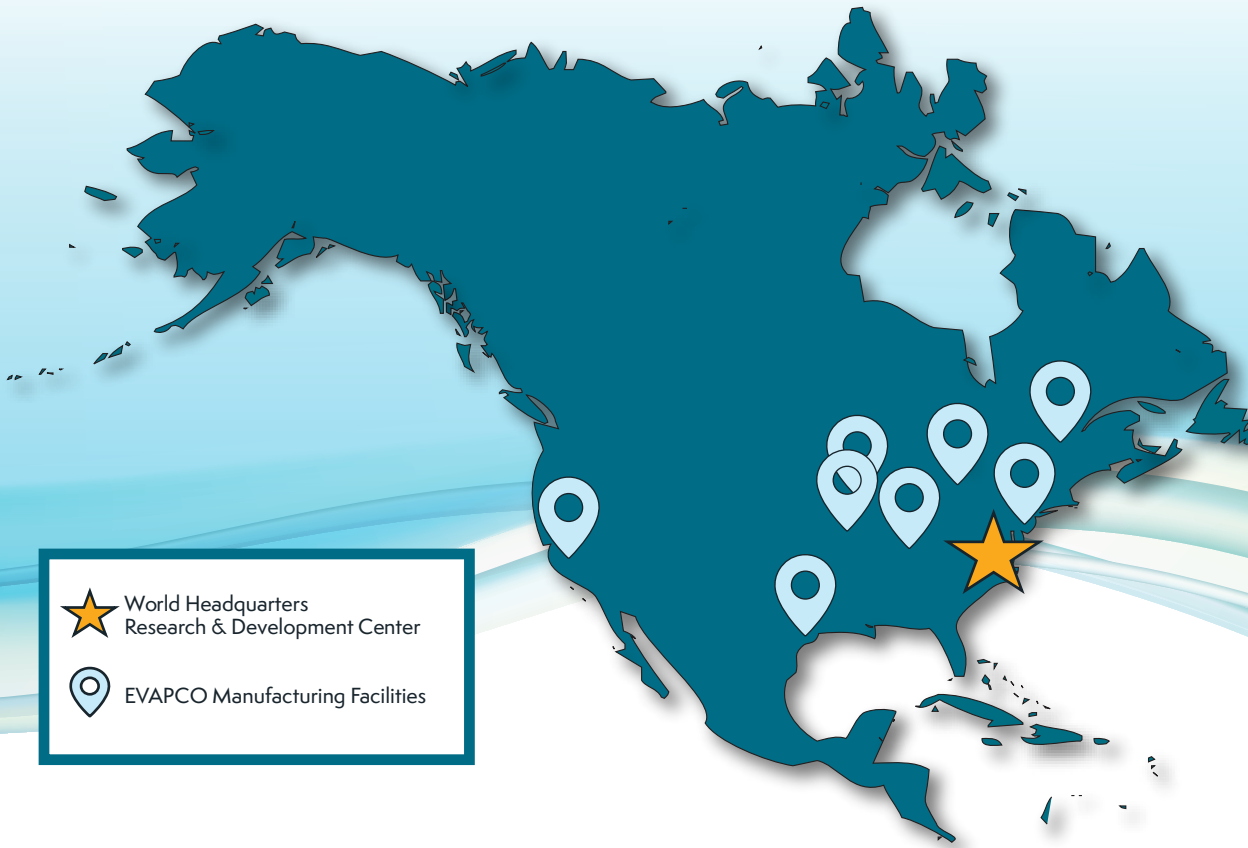 World Headquarters
Research & Development Center
EVAPCO Manufacturing Facilities